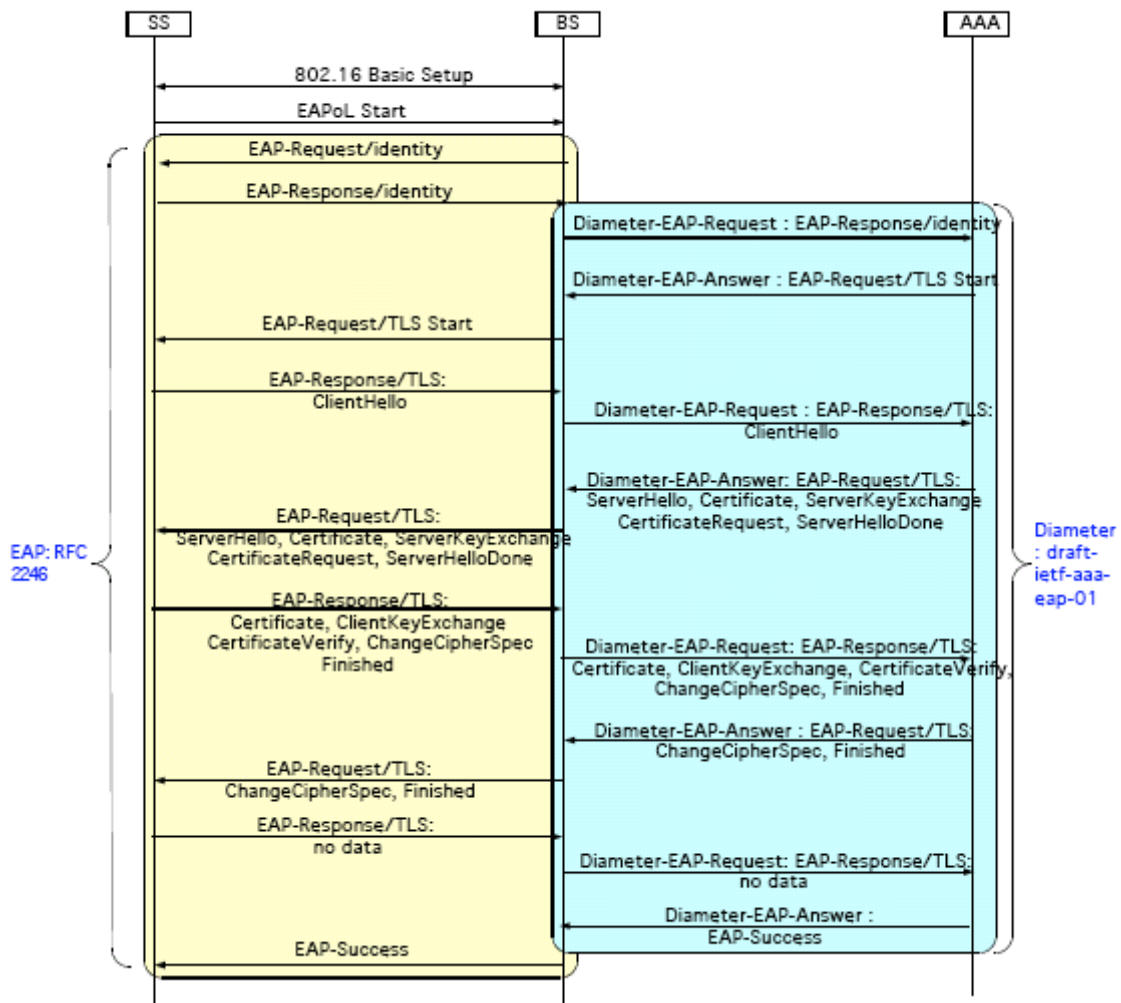 SS
BS
AAA
802.16 Basic Setup
EAPoL Start
EAP-Request/identity
EAP-Response/identity
Diameter-EAP-Request : EAP-Response/identity
Diameter-EAP-Answer : EAP-Request/TLS Start
EAP-Request/TLS Start
EAP-Response/TLS:
ClientHello
Diameter-EAP-Request : EAP-Response/TLS:
ClientHello
Diameter-EAP-Answer: EAP-Request/TLS:
ServerHello, Certificate, ServerKeyExchange
CertificateRequest, ServerHelloDone
EAP-Request/TLS:
ServerHello, Certificate, ServerKeyExchange
CertificateRequest, ServerHelloDone
EAP: RFC
2246
Diameter
: draft-
ietf-aaa-
eap-01
EAP-Response/TLS:
Certificate, ClientKeyExchange
CertificateVerify, ChangeCipherSpec
Finished
Diameter-EAP-Request: EAP-Response/TLS:
Certificate, ClientKeyExchange, CertificateVerify,
ChangeCipherSpec, Finished
Diameter-EAP-Answer : EAP-Request/TLS:
ChangeCipherSpec, Finished
EAP-Request/TLS:
ChangeCipherSpec, Finished
EAP-Response/TLS:
no data
Diameter-EAP-Request: EAP-Response/TLS:
no data
Diameter-EAP-Answer :
EAP-Success
EAP-Success